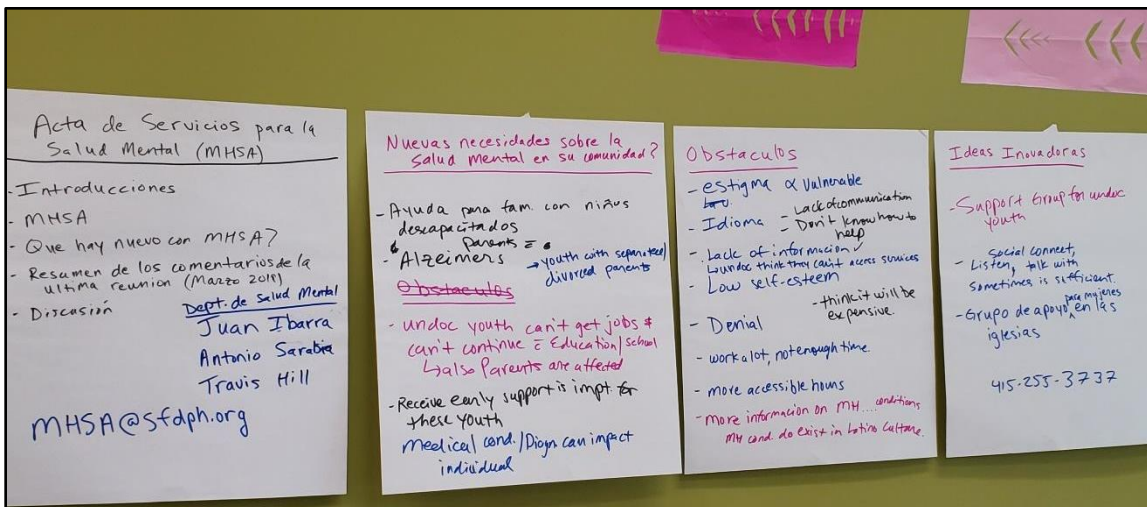 Acta de Servicios para la
Salud Mental (MHSA)
- Introducciones
- MHSA
- Que hay nuevo con MHSA?
- Resumen de los comentarios de la
ultima reunion (Marzo 2019)
- Discusión
Dept. de Salud Mental
Juan Ibarra
Antonio Sarabia
Travis Hill
MHSA@sfdph.org
Nuevas necesidades sobre la
Salud mental en su comunidad?
- Ayuda para fam. con niños
descapacitados
parents =
- Alzeimers
→ youth with separated/
divorced parents
Obstaculos
- undoc youth can't get jobs &
can't continue = Education/school
↳ also Parents are affected
- Receive early support is impt for
these youth
Medical cond./Diogn can impact
individual
Obstaculos
- estigma & Vulnerable
- Idioma
- Lack of communication
= Don't know how to
help
- Lack of informacion ✓
↳ undoc think they can't access services
- Low self-esteem
- think it will be
expensive.
- Denial
- work a lot, not enough time.
- more accessible hours
- More information on MH.... conditions
MH cond. do exist in Latino Culture.
Ideas Inovadoras
- Support Group for undoc
youth
social connect,
- Listen, talk with
sometimes is sufficient.
- Grupo de apoyo ^ para mujeres en las
iglesias
415-255-3737